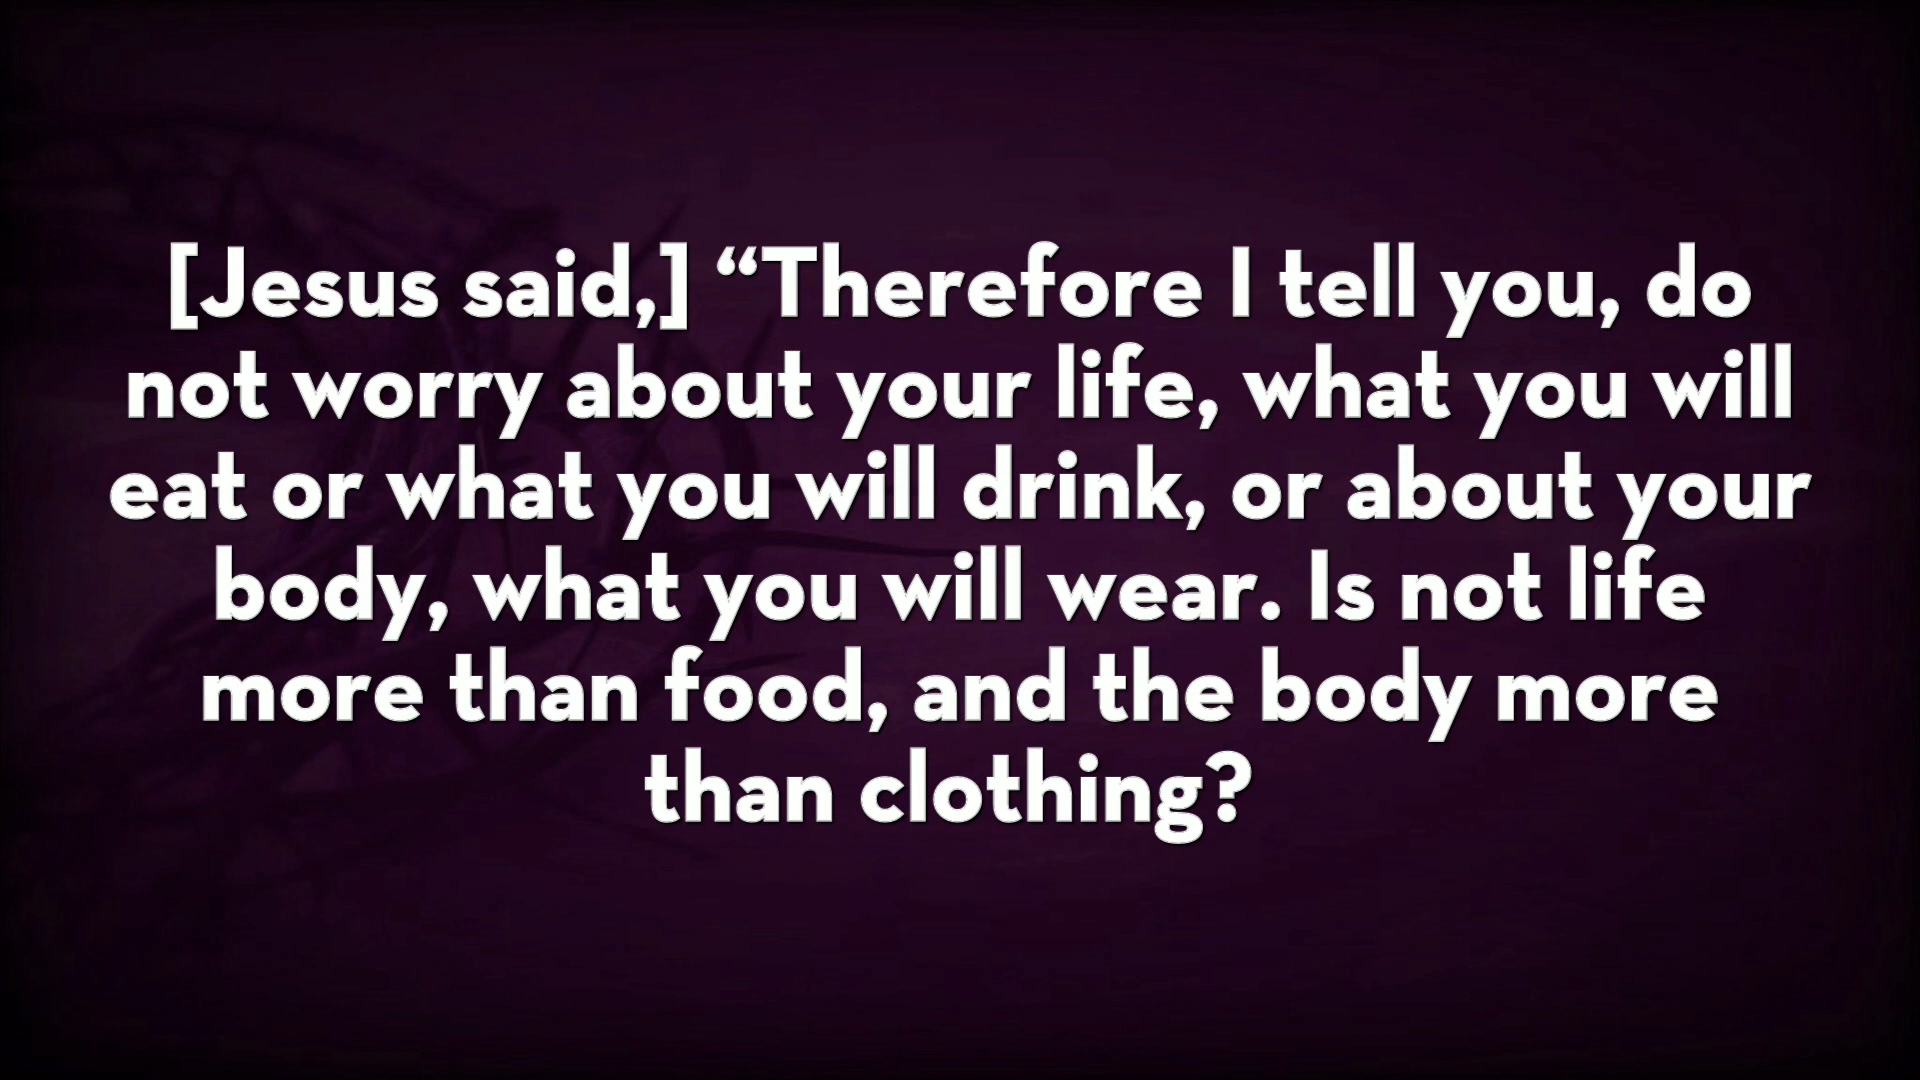 [Jesus said,] “Therefore I tell you, do
not worry about your life, what you will
eat or what you will drink, or about your
body, what you will wear. Is not life
more than food, and the body more
than clothing?